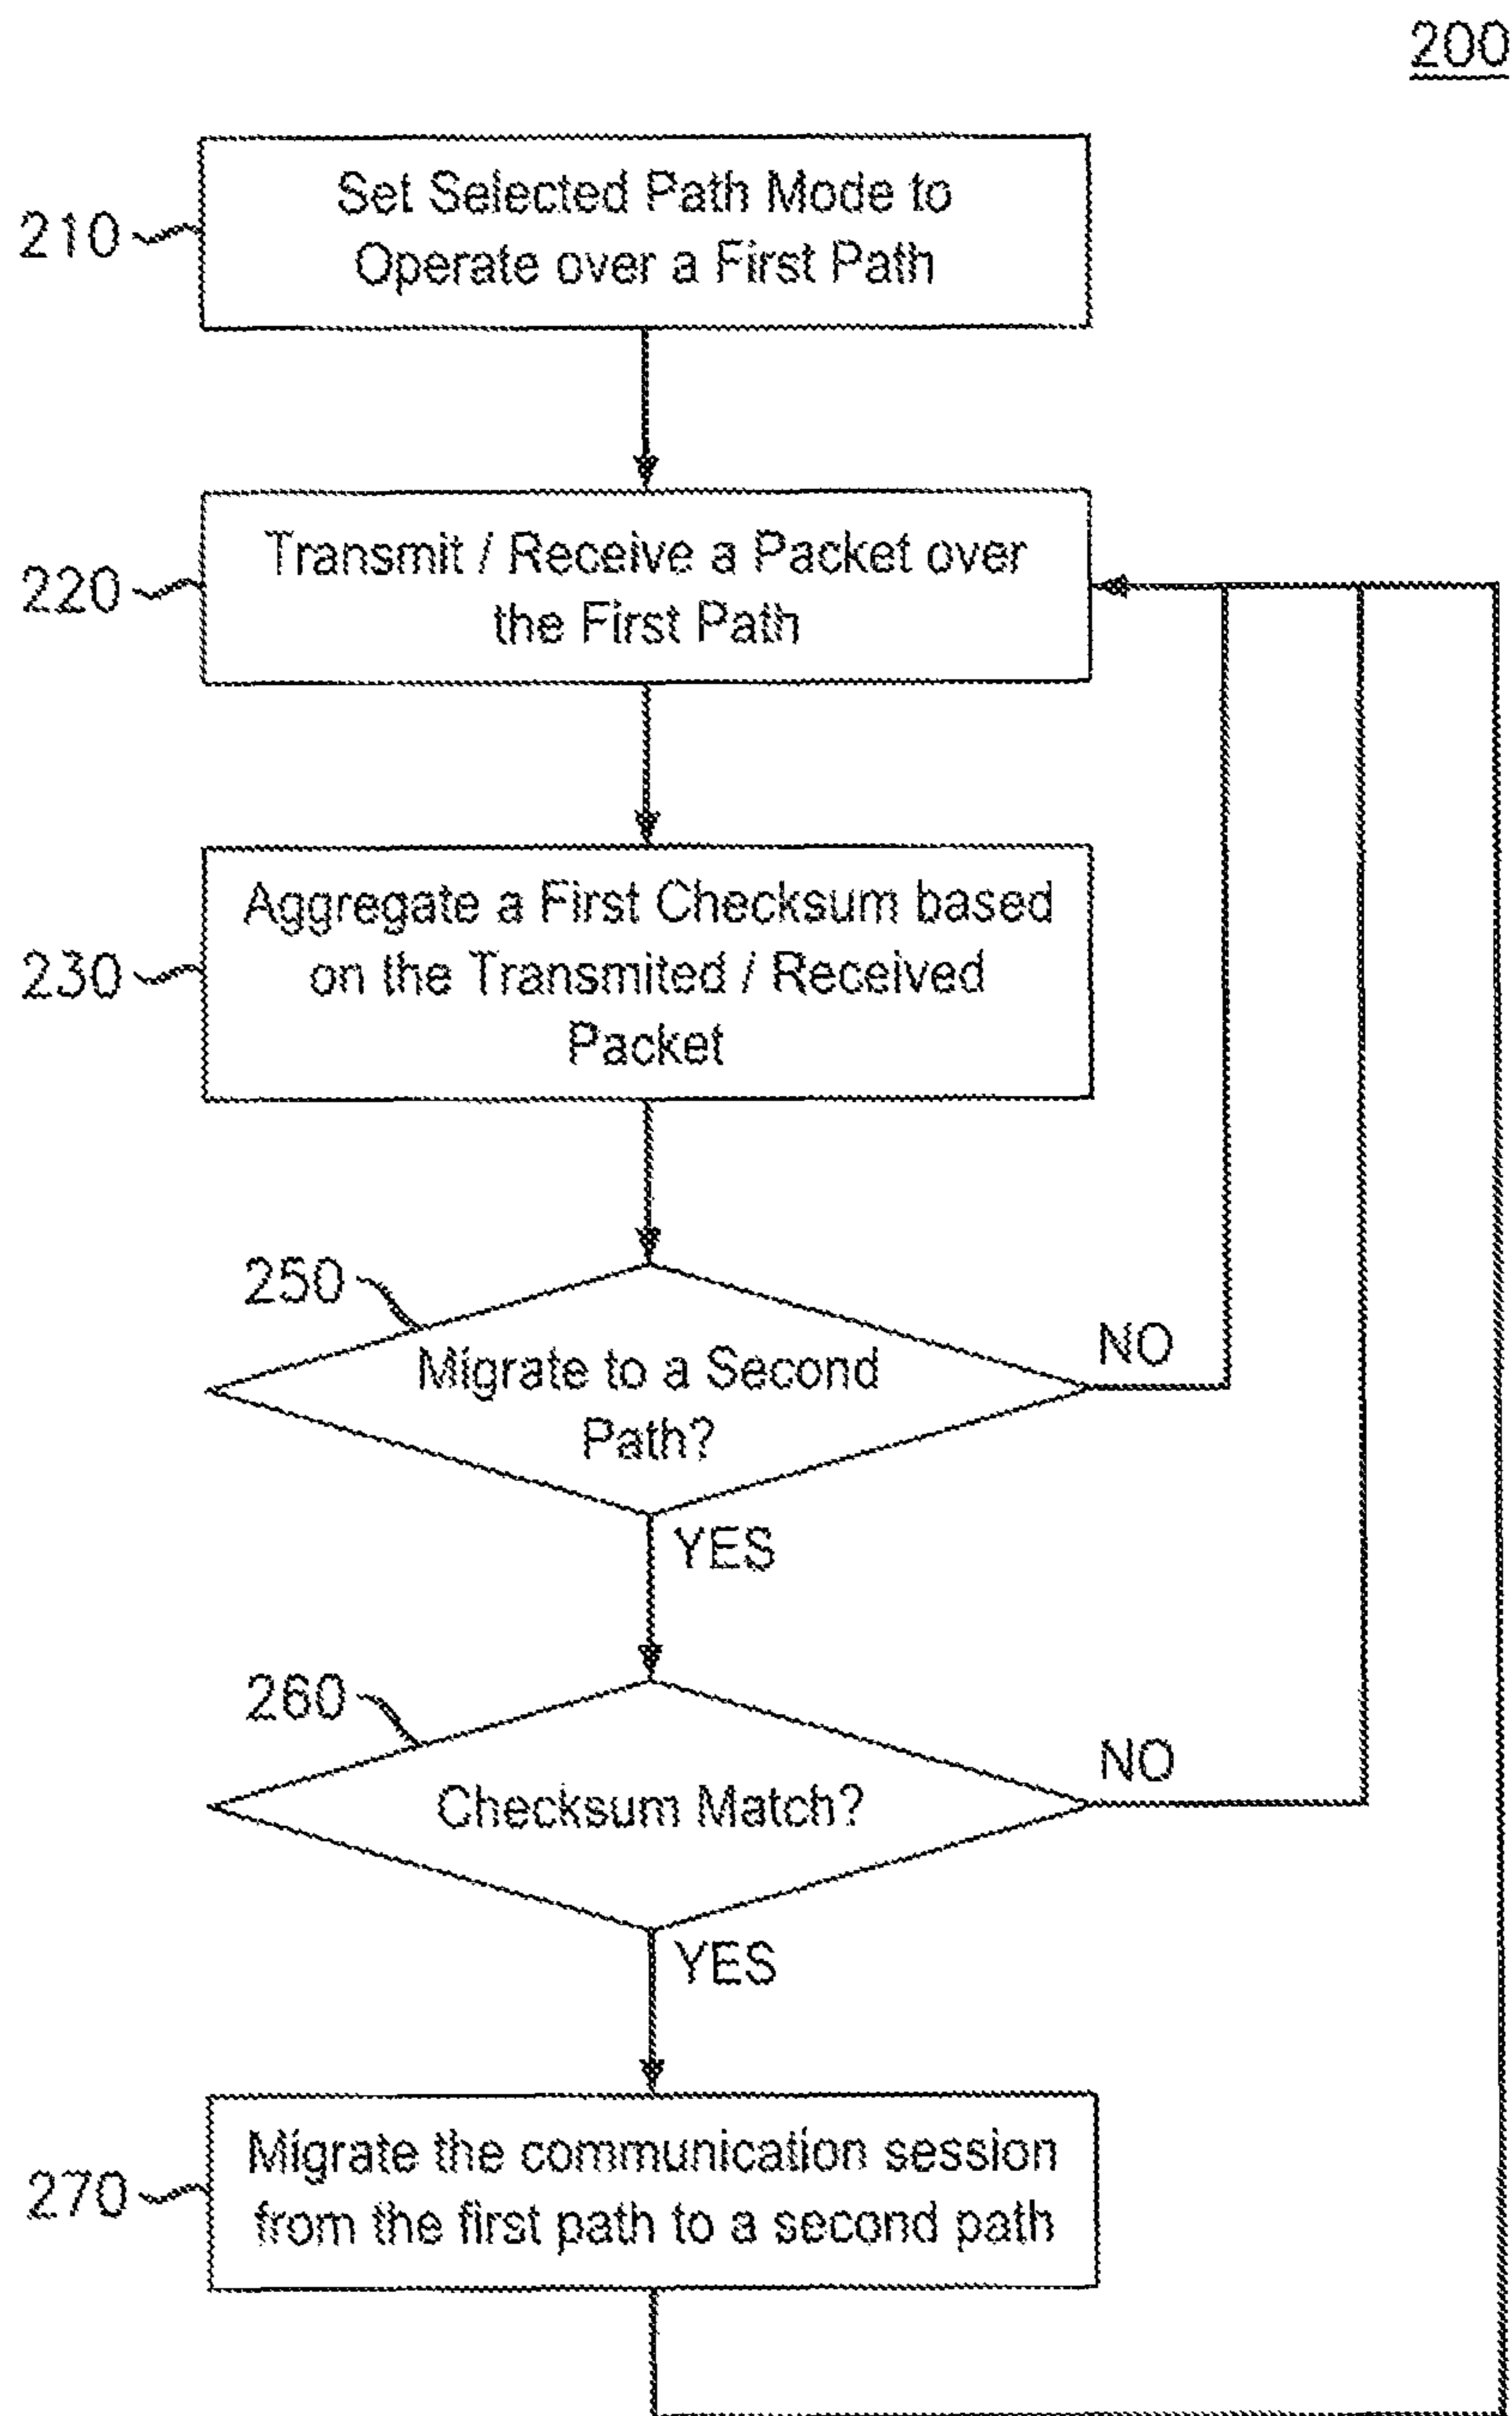 200
210
Set Selected Path Mode to
Operate over a First Path
220
Transmit / Receive a Packet over
the First Path
230
Aggregate a First Checksum based
on the Transmited / Received
Packet
250
Migrate to a Second
Path?
NO
YES
260
Checksum Match?
NO
YES
270
Migrate the communication session
from the first path to a second path